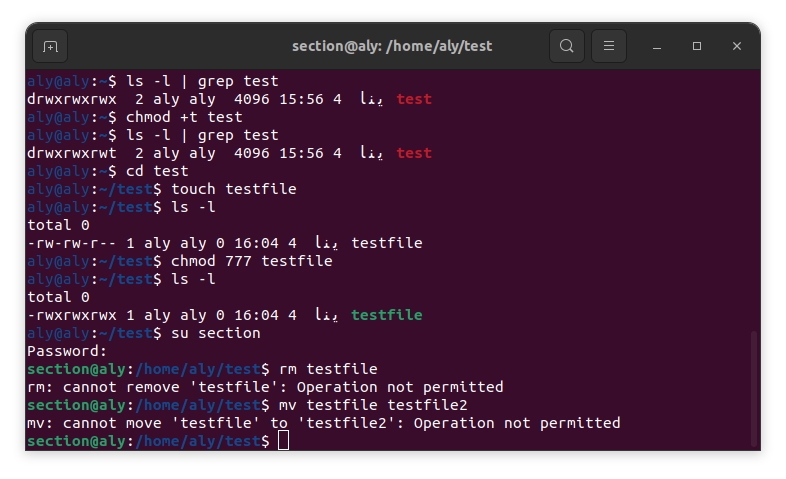 section@aly: /home/aly/test
aly@aly:~$ ls -l | grep test
drwxrwxrwx  2 aly aly  4096 15:56 4  test
aly@aly:~$ chmod +t test
aly@aly:~$ ls -l | grep test
drwxrwxrwt  2 aly aly  4096 15:56 4  test
aly@aly:~$ cd test
aly@aly:~/test$ touch testfile
aly@aly:~/test$ ls -l
total 0
-rw-rw-r-- 1 aly aly 0 16:04 4  testfile
aly@aly:~/test$ chmod 777 testfile
aly@aly:~/test$ ls -l
total 0
-rwxrwxrwx 1 aly aly 0 16:04 4  testfile
aly@aly:~/test$ su section
Password:
section@aly:/home/aly/test$ rm testfile
rm: cannot remove 'testfile': Operation not permitted
section@aly:/home/aly/test$ mv testfile testfile2
mv: cannot move 'testfile' to 'testfile2': Operation not permitted
section@aly:/home/aly/test$